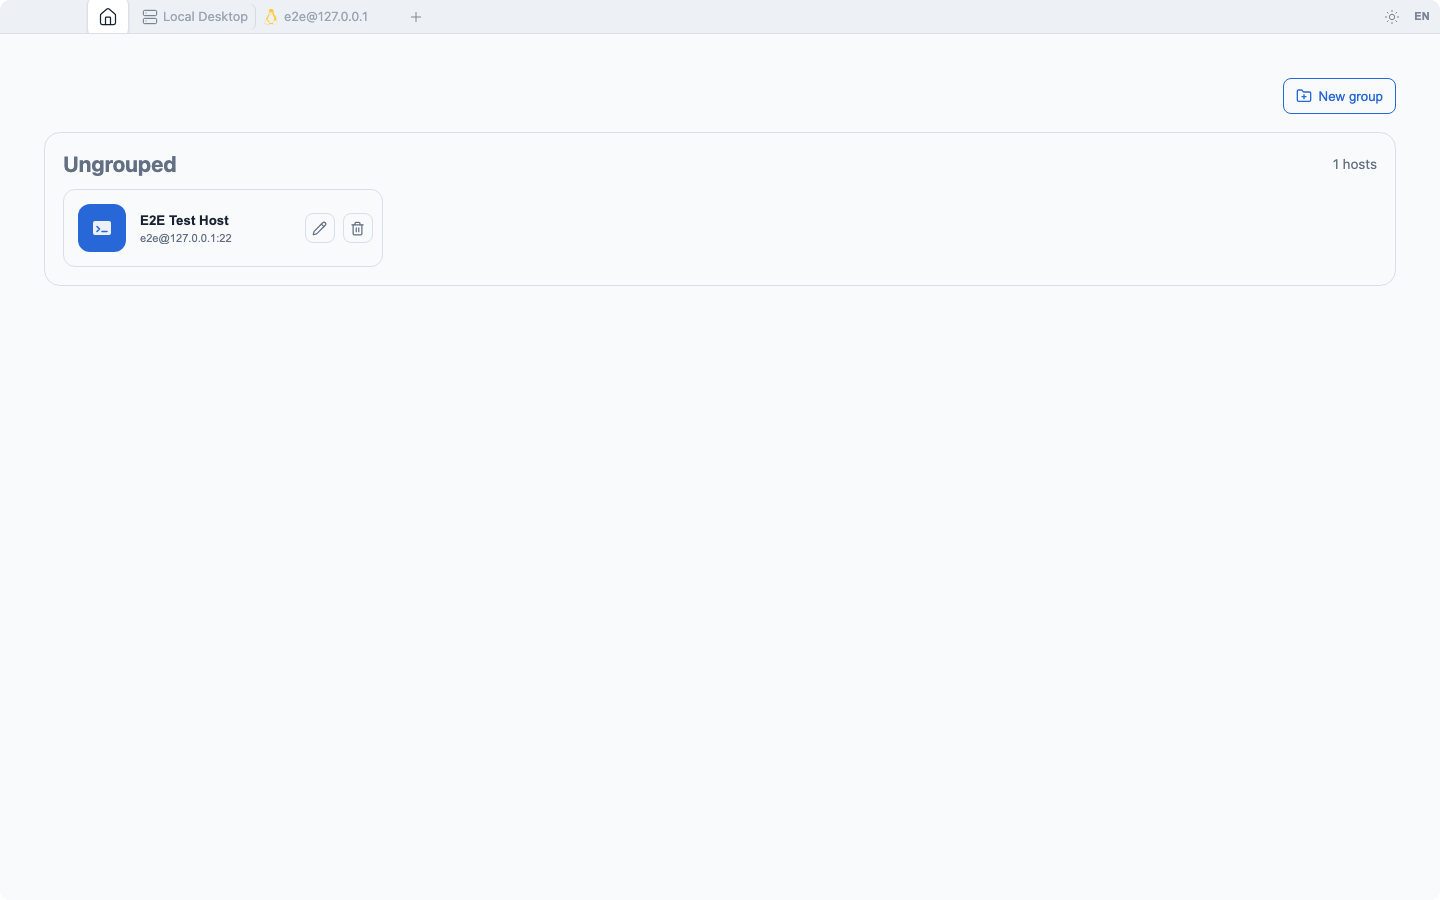 Local Desktop
e2e@127.0.0.1
EN
New group
Ungrouped
1 hosts
E2E Test Host
e2e@127.0.0.1:22